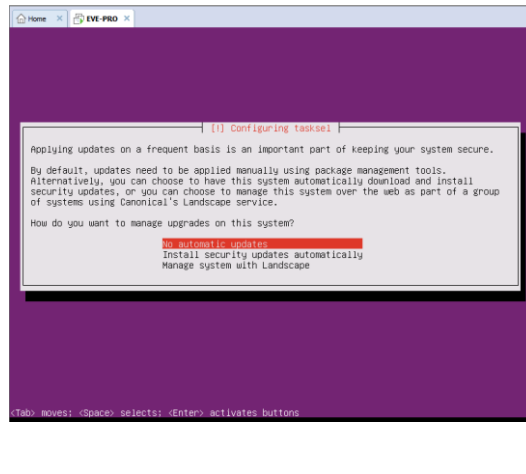 Home × EVE-PRO ×
[!] Configuring tasksel
Applying updates on a frequent basis is an important part of keeping your system secure.
By default, updates need to be applied manually using package management tools.
Alternatively, you can choose to have this system automatically download and install
security updates, or you can choose to manage this system over the web as part of a group
of systems using Canonical's Landscape service.
How do you want to manage upgrades on this system?
No automatic updates
Install security updates automatically
Manage system with Landscape
<Tab> moves; <Space> selects; <Enter> activates buttons